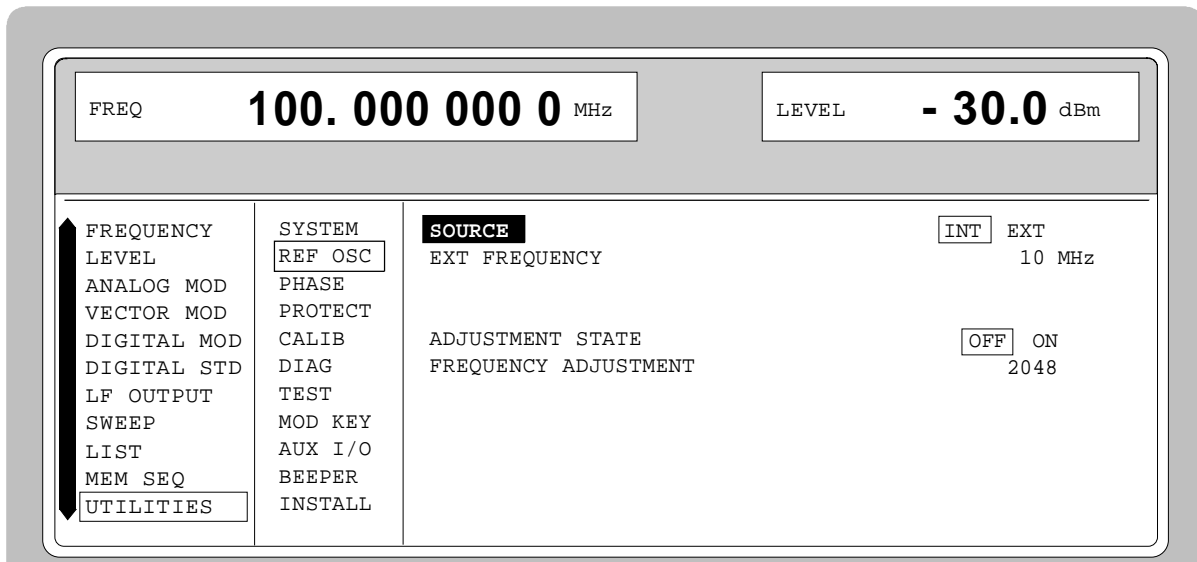 FREQ 100. 000 000 0 MHz LEVEL - 30.0 dBm
FREQUENCY SYSTEM SOURCE INT EXT
LEVEL REF OSC EXT FREQUENCY 10 MHz
ANALOG MOD PHASE
VECTOR MOD PROTECT
DIGITAL MOD CALIB ADJUSTMENT STATE OFF ON
DIGITAL STD DIAG FREQUENCY ADJUSTMENT 2048
LF OUTPUT TEST
SWEEP MOD KEY
LIST AUX I/O
MEM SEQ BEEPER
UTILITIES INSTALL